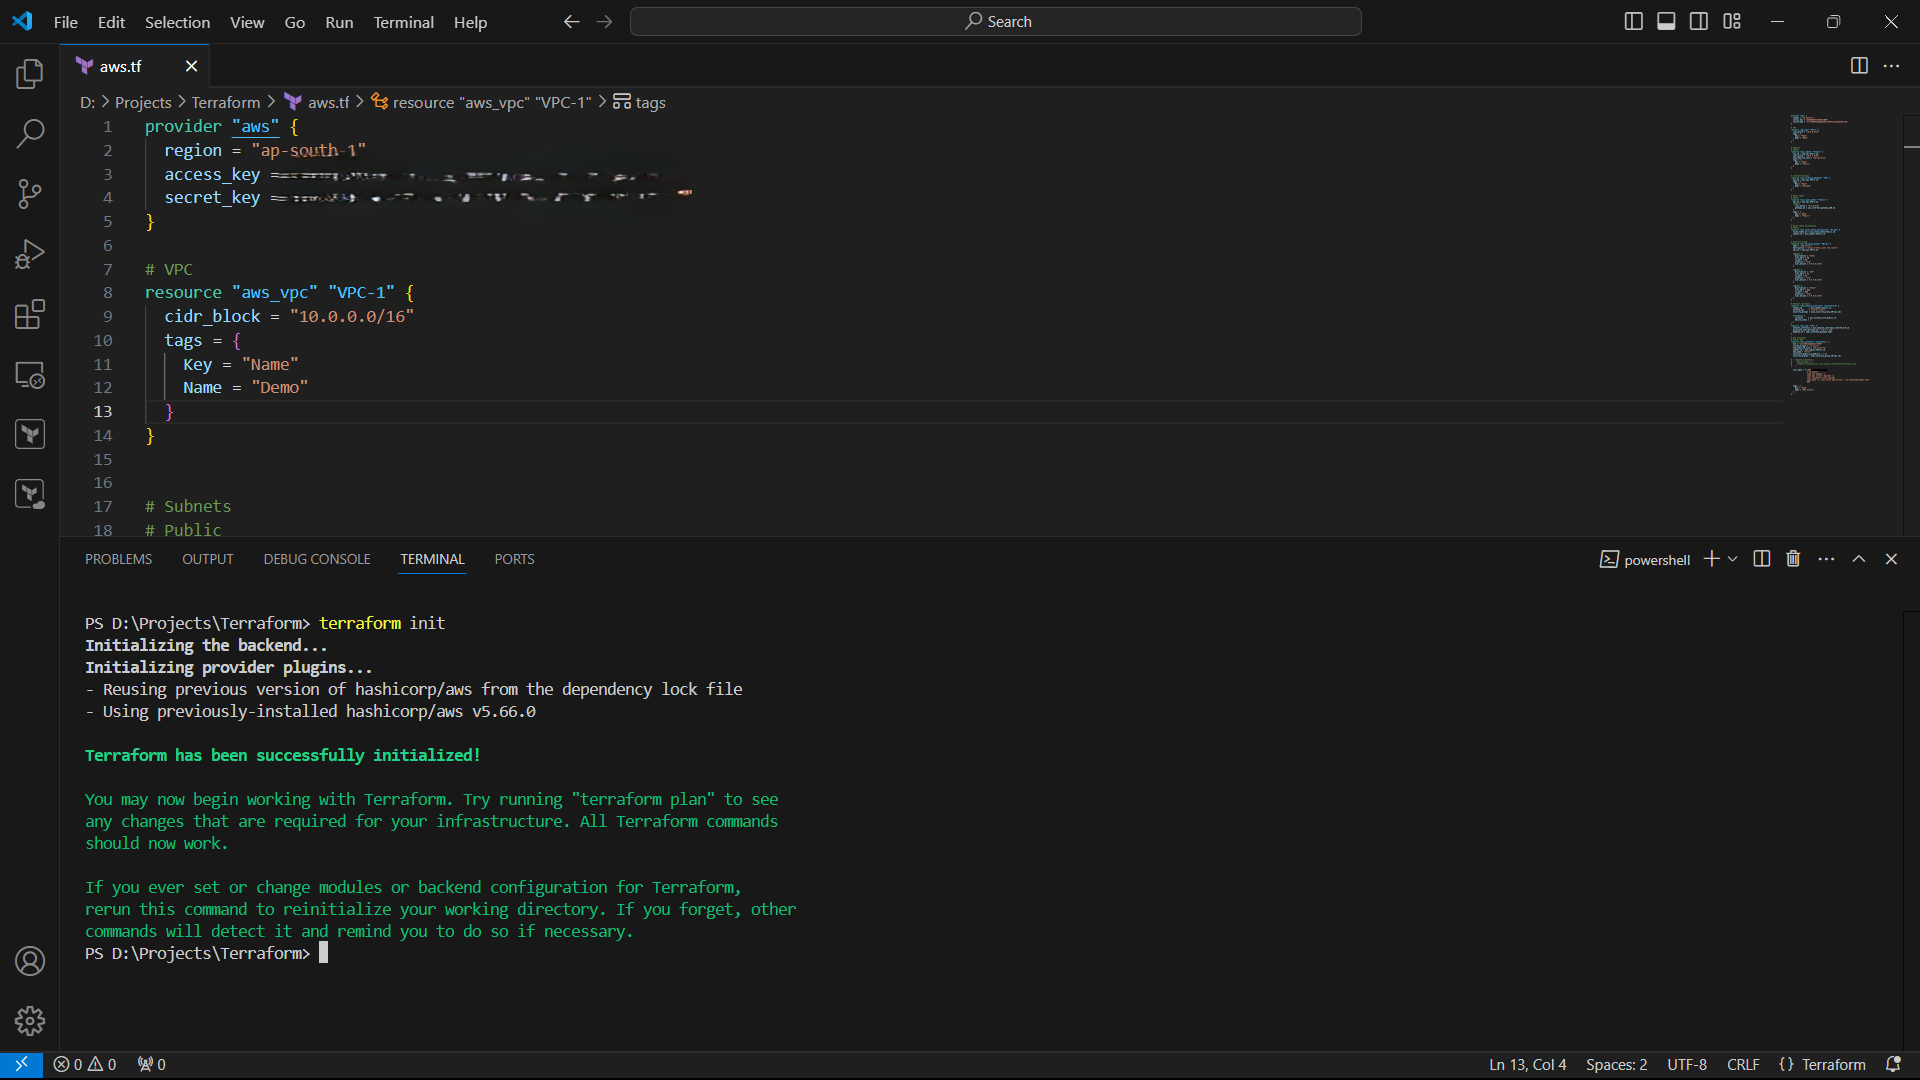 File Edit Selection View Go Run Terminal Help
Search
aws.tf
D: > Projects > Terraform > aws.tf > resource "aws_vpc" "VPC-1" > tags
1 provider "aws" {
2 region = "ap-south-1"
3 access_key =
4 secret_key =
5 }
6
7 # VPC
8 resource "aws_vpc" "VPC-1" {
9 cidr_block = "10.0.0.0/16"
10 tags = {
11 Key = "Name"
12 Name = "Demo"
13 }
14 }
15
16
17 # Subnets
18 # Public
PROBLEMS OUTPUT DEBUG CONSOLE TERMINAL PORTS
powershell
PS D:\Projects\Terraform> terraform init
Initializing the backend...
Initializing provider plugins...
- Reusing previous version of hashicorp/aws from the dependency lock file
- Using previously-installed hashicorp/aws v5.66.0
Terraform has been successfully initialized!
You may now begin working with Terraform. Try running "terraform plan" to see
any changes that are required for your infrastructure. All Terraform commands
should now work.
If you ever set or change modules or backend configuration for Terraform,
rerun this command to reinitialize your working directory. If you forget, other
commands will detect it and remind you to do so if necessary.
PS D:\Projects\Terraform>
0 0 0 Ln 13, Col 4 Spaces: 2 UTF-8 CRLF {} Terraform